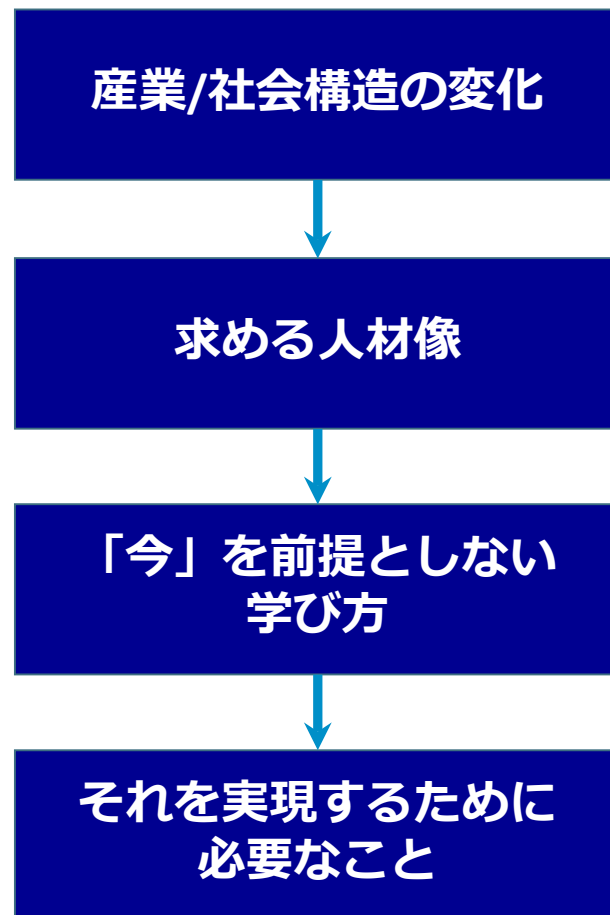 産業/社会構造の変化
求める人材像
「今」を前提としない
学び方
それを実現するために
必要なこと